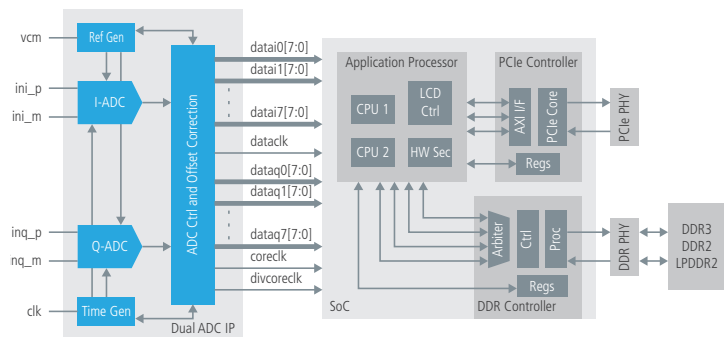 vcm
ini_p
ini_m
inq_p
nq_m
clk
Ref Gen
I-ADC
Q-ADC
Time Gen
ADC Ctrl and Offset Correction
Dual ADC IP
datai0[7:0]
datai1[7:0]
datai7[7:0]
dataclk
dataq0[7:0]
dataq1[7:0]
dataq7[7:0]
coreclk
divcoreclk
SoC
Application Processor
CPU 1
LCD
Ctrl
CPU 2
HW Sec
PCIe Controller
AXI I/F
PCIe Core
Regs
PCIe PHY
Arbiter
Ctrl
Proc
Regs
DDR Controller
DDR PHY
DDR3
DDR2
LPDDR2